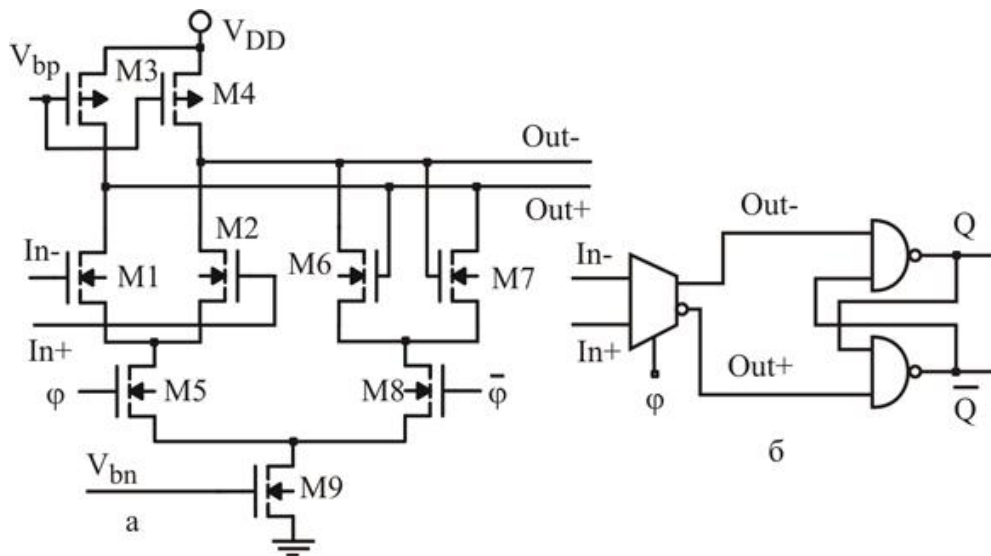 V_DD
V_bp
M3
M4
Out-
Out+
M2
In-
M1
M6
M7
In+
φ
M5
M8
φ̄
V_bn
M9
а
Out-
Q
In-
In+
Out+
φ
Q̄
б